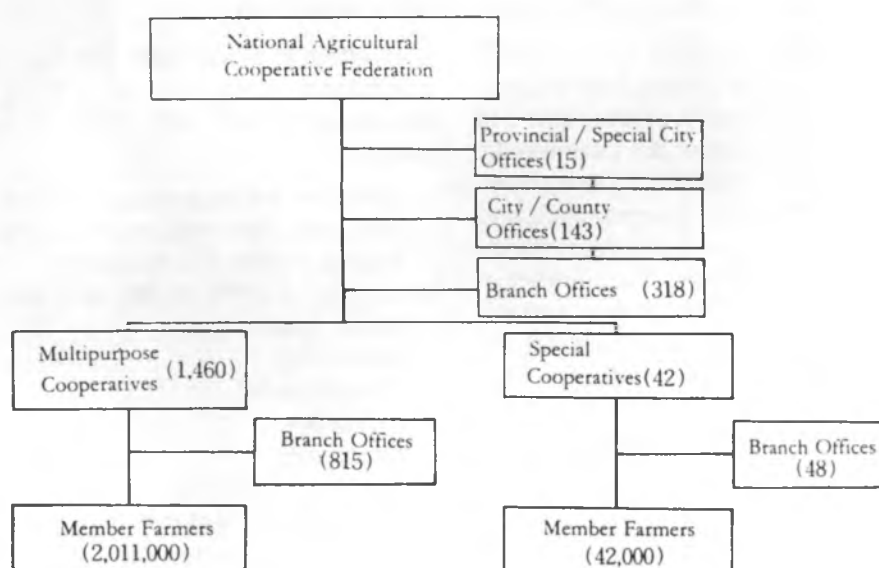 National Agricultural
Cooperative Federation
Provincial / Special City
Offices(15)
City / County
Offices(143)
Branch Offices (318)
Multipurpose
Cooperatives (1,460)
Special
Cooperatives(42)
Branch Offices
(815)
Branch Offices
(48)
Member Farmers
(2,011,000)
Member Farmers
(42,000)